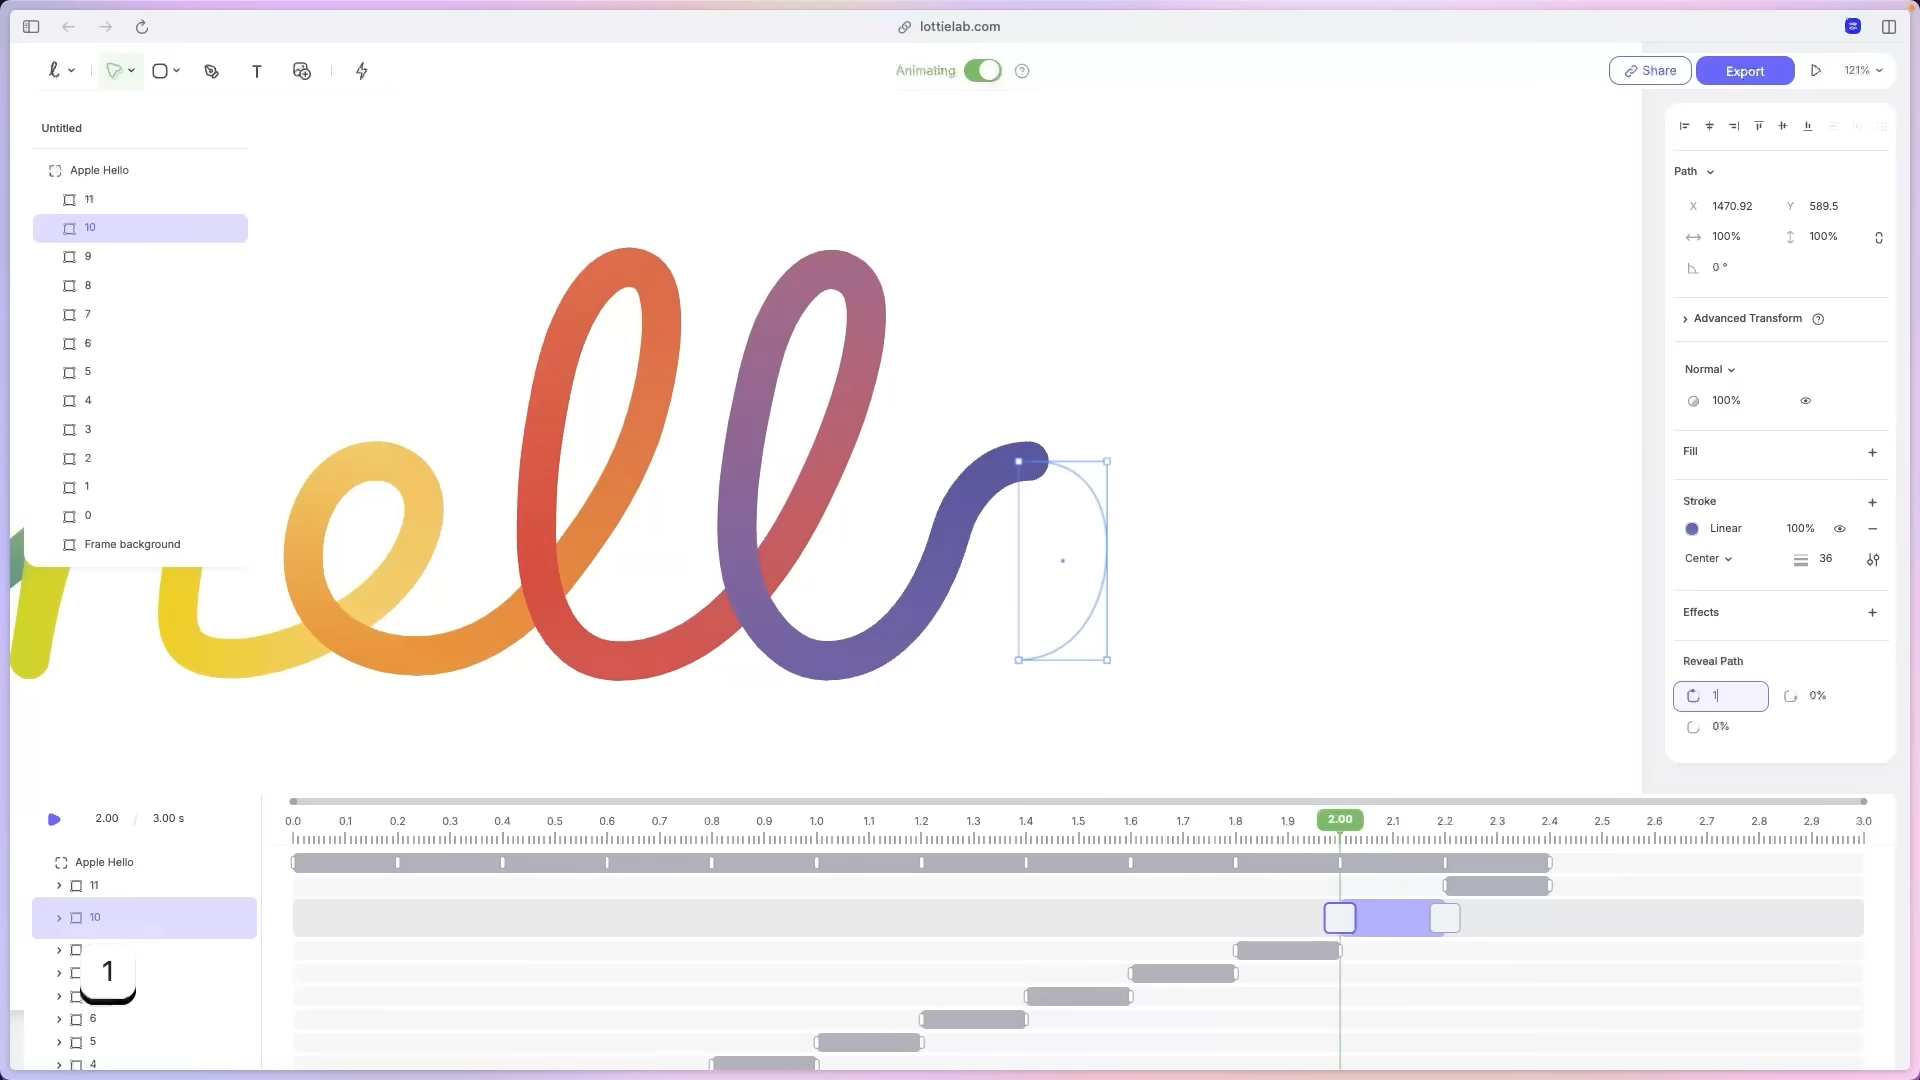 lottielab.com
T
Animating
?
Share
Export
121%
Untitled
Apple Hello
11
10
9
8
7
6
5
4
3
2
1
0
Frame background
hello
Path
X 1470.92 Y 589.5
100% 100%
0 °
Advanced Transform ?
Normal
100%
Fill +
Stroke +
Linear 100% −
Center 36
Effects +
Reveal Path
1 0%
0%
2.00 / 3.00 s
0.0 0.1 0.2 0.3 0.4 0.5 0.6 0.7 0.8 0.9 1.0 1.1 1.2 1.3 1.4 1.5 1.6 1.7 1.8 1.9 2.00 2.1 2.2 2.3 2.4 2.5 2.6 2.7 2.8 2.9 3.0
Apple Hello
11
10
1
6
5
4